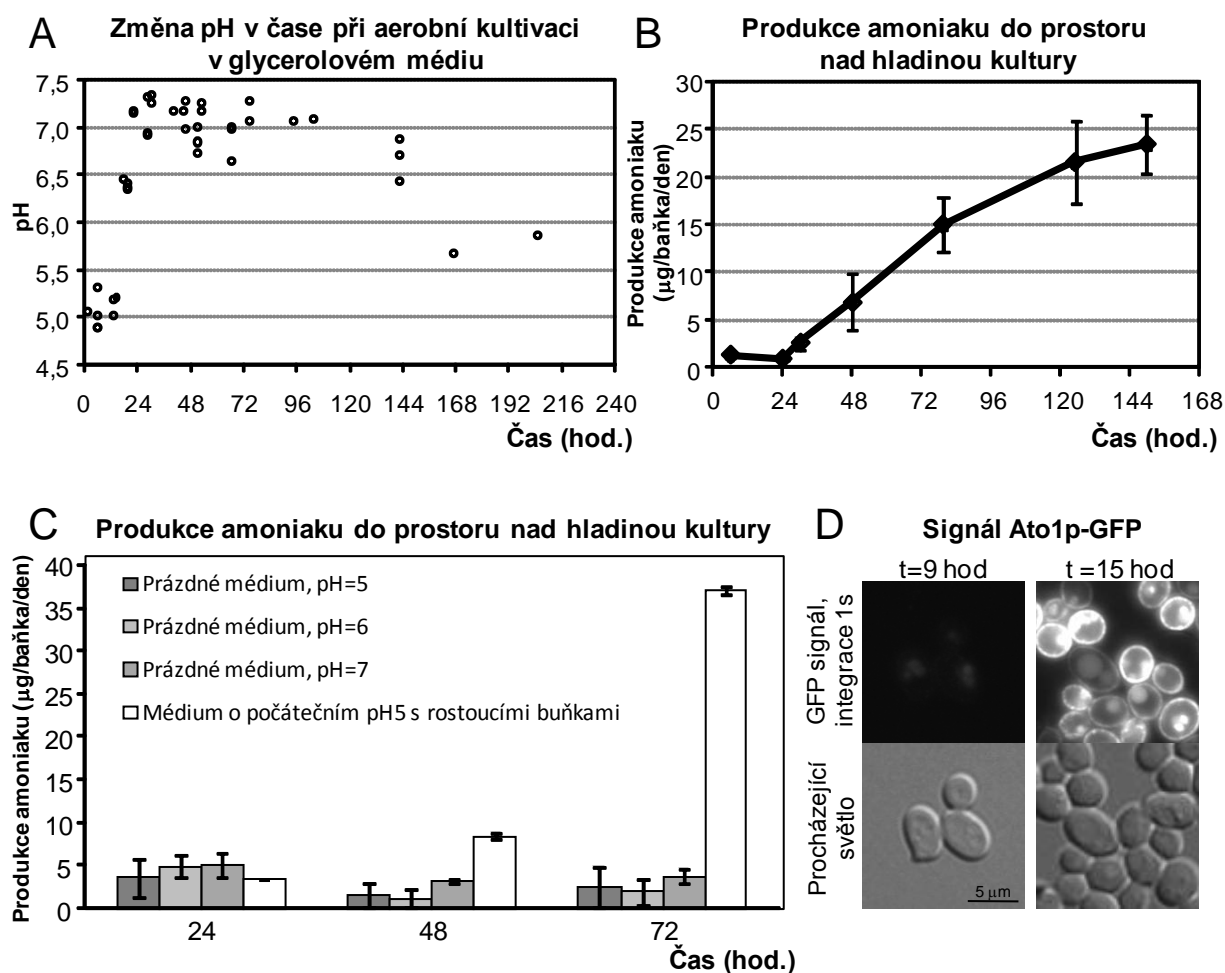 A
Změna pH v čase při aerobní kultivaci
v glycerolovém médiu
7,5
7,0
6,5
6,0
5,5
5,0
4,5
pH
0 24 48 72 96 120 144 168 192 216 240
Čas (hod.)
B
Produkce amoniaku do prostoru
nad hladinou kultury
30
25
20
15
10
5
0
Produkce amoniaku
(µg/baňka/den)
0 24 48 72 96 120 144 168
Čas (hod.)
C
Produkce amoniaku do prostoru nad hladinou kultury
40
35
30
25
20
15
10
5
0
Produkce amoniaku (µg/baňka/den)
Prázdné médium, pH=5
Prázdné médium, pH=6
Prázdné médium, pH=7
Médium o počátečním pH5 s rostoucími buňkami
24 48 72
Čas (hod.)
D
Signál Ato1p-GFP
t=9 hod t =15 hod
GFP signál,
integrace 1s
Procházející
světlo
5 µm